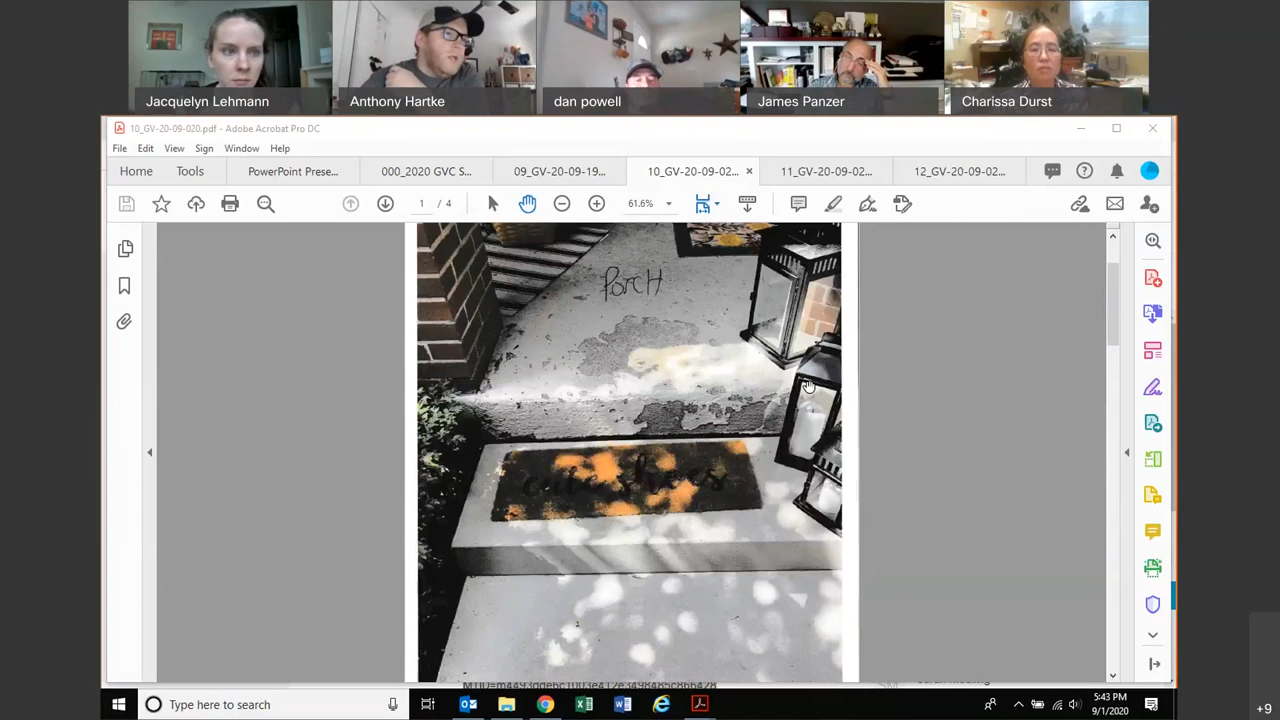 Jacquelyn Lehmann
Anthony Hartke
dan powell
James Panzer
Charissa Durst
10_GV-20-09-020.pdf - Adobe Acrobat Pro DC
File Edit View Sign Window Help
Home Tools PowerPoint Prese... 000_2020 GVC S... 09_GV-20-09-19... 10_GV-20-09-02... × 11_GV-20-09-02... 12_GV-20-09-02...
1 / 4 61.6%
PORCH
cute shoes
Type here to search
5:43 PM
9/1/2020
+9